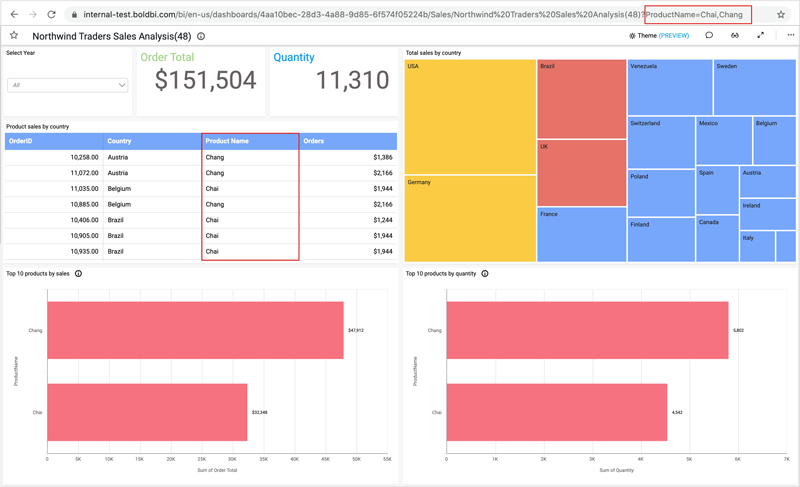 internal-test.boldbi.com/bi/en-us/dashboards/4aa10bec-28d3-4a88-9d85-6f574f05224b/Sales/Northwind%20Traders%20Sales%20Analysis(48)?ProductName=Chai,Chang
Northwind Traders Sales Analysis(48)
Theme (PREVIEW)
Select Year
All
Order Total
$151,504
Quantity
11,310
Product sales by country
OrderID Country Product Name Orders
10,258.00 Austria Chang $1,386
11,072.00 Austria Chang $2,166
11,035.00 Belgium Chai $1,944
10,885.00 Belgium Chang $2,166
10,406.00 Brazil Chai $1,244
10,905.00 Brazil Chai $1,944
10,935.00 Brazil Chai $1,944
Total sales by country
USA
Germany
Brazil
UK
France
Venezuela
Sweden
Switzerland
Mexico
Belgium
Poland
Spain
Austria
Ireland
Finland
Canada
Italy
Top 10 products by sales
ProductName
Chang
$47,912
Chai
$32,348
0 5K 10K 15K 20K 25K 30K 35K 40K 45K 50K 55K
Sum of Order Total
Top 10 products by quantity
ProductName
Chang
5,802
Chai
4,542
0 1K 2K 3K 4K 5K 6K 7K
Sum of Quantity